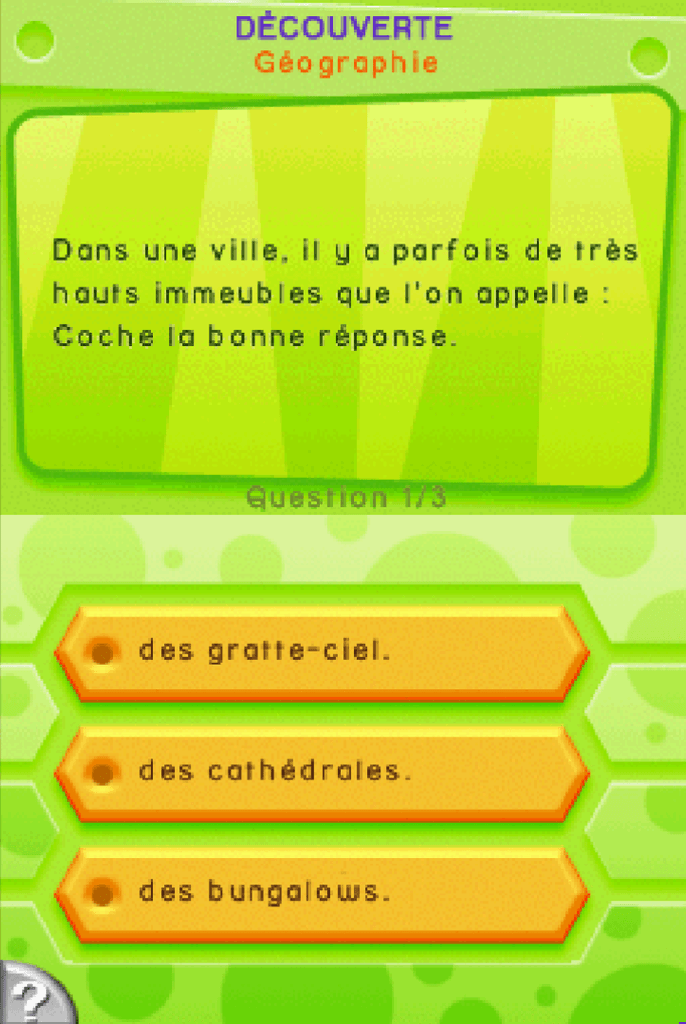 DÉCOUVERTE
Géographie
Dans une ville, il y a parfois de très
hauts immeubles que l'on appelle :
Coche la bonne réponse.
Question 1/3
des gratte-ciel.
des cathédrales.
des bungalows.
?